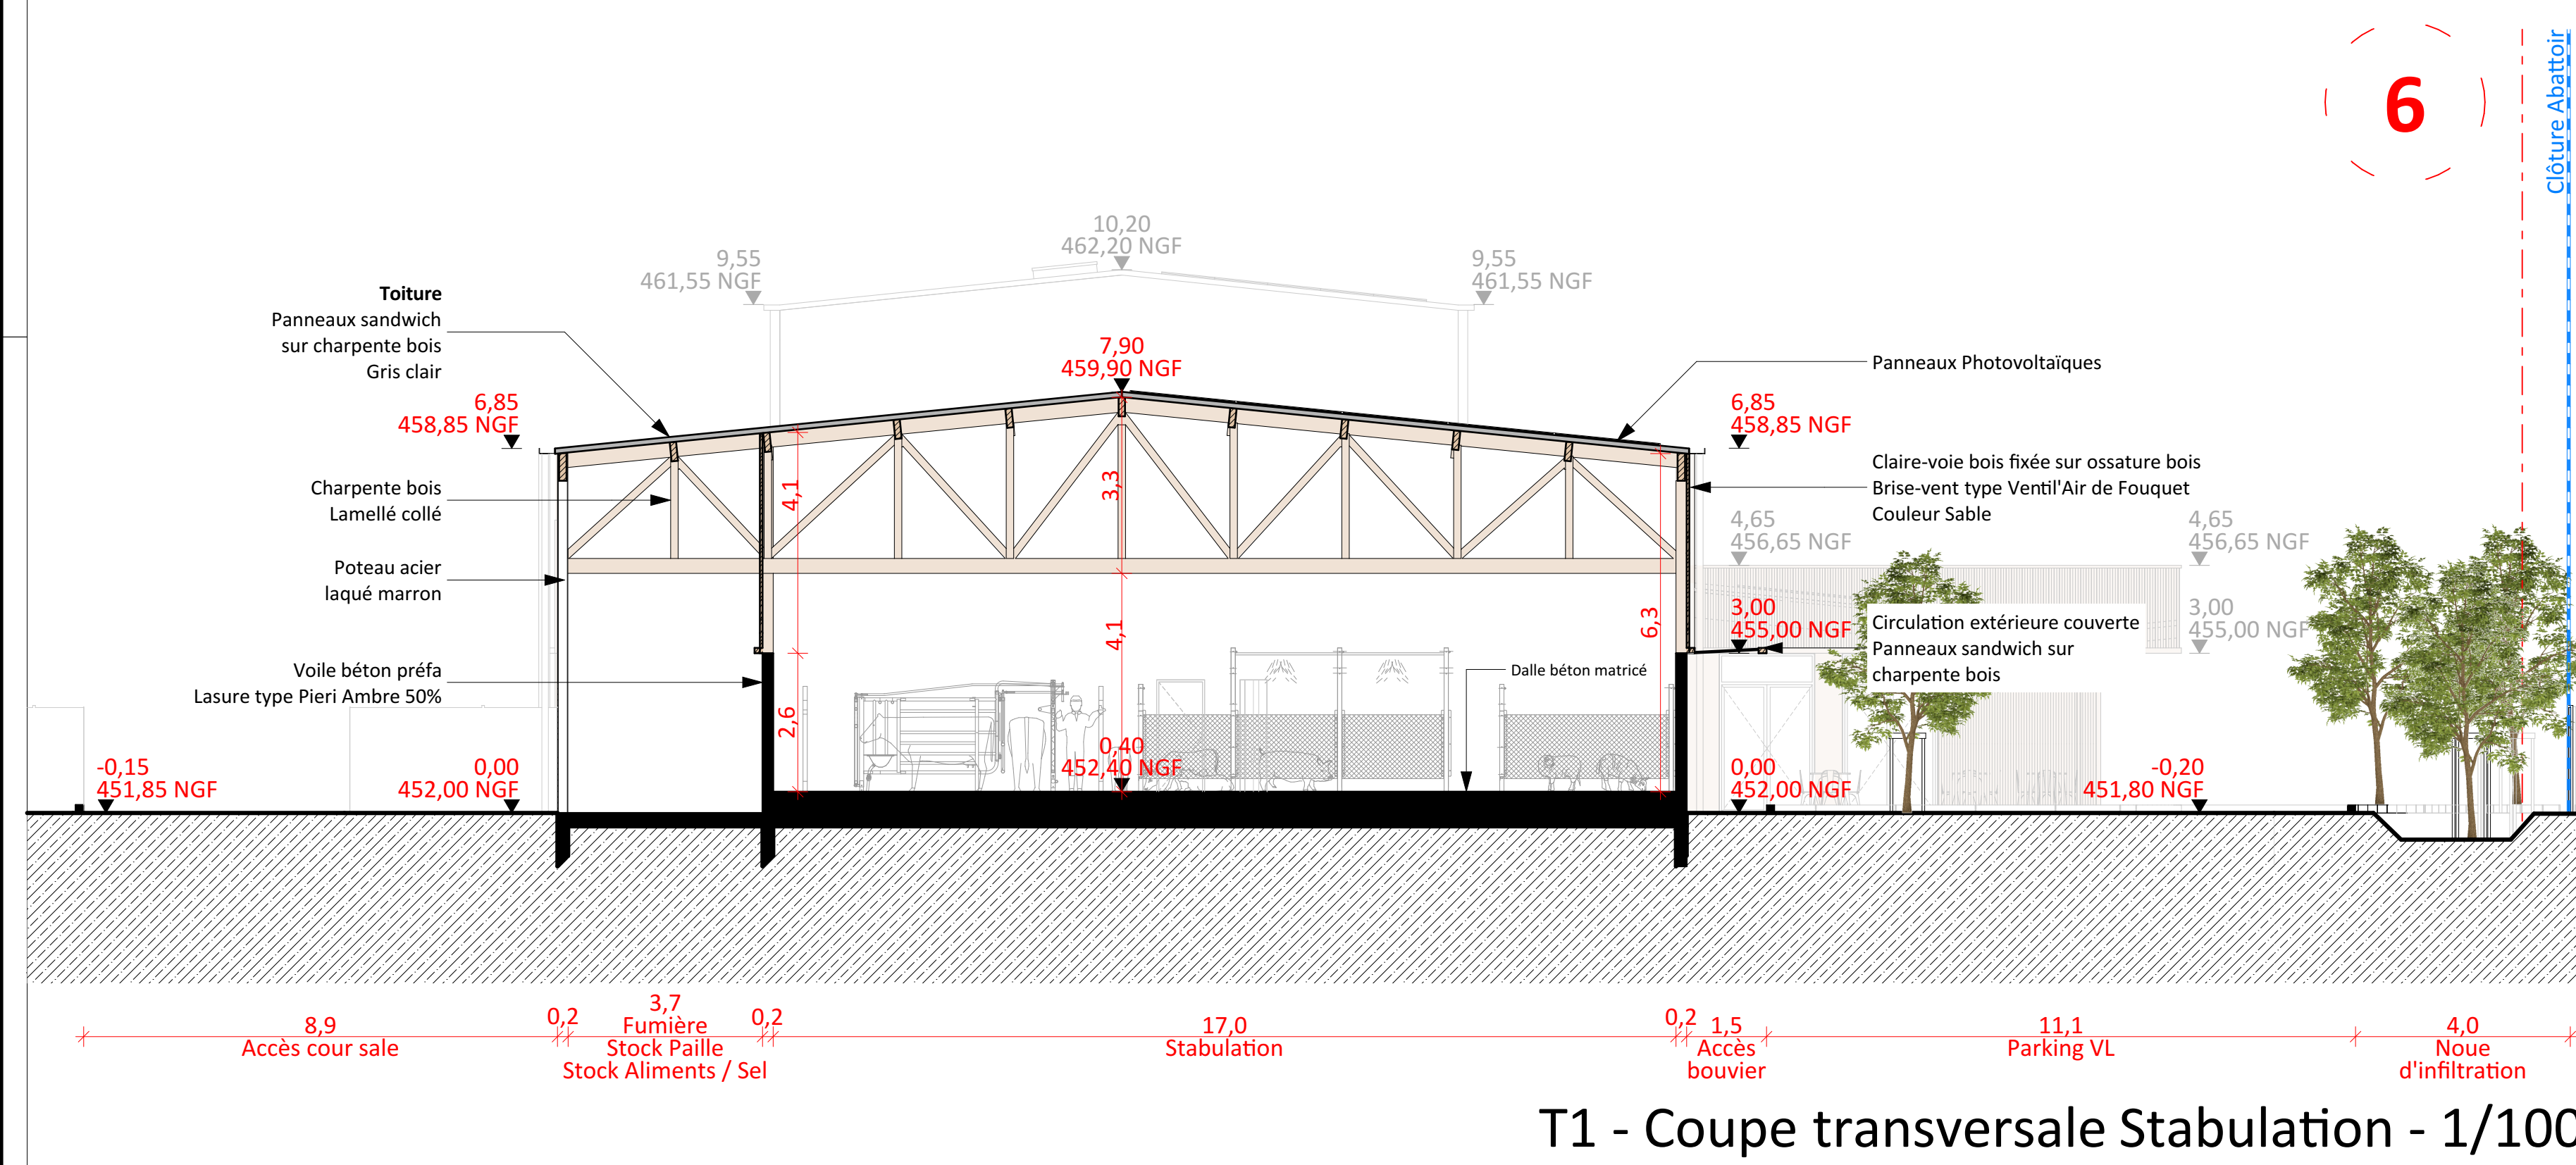 6
Clôture Abattoir
10,20
462,20 NGF
9,55
461,55 NGF
9,55
461,55 NGF
Toiture
Panneaux sandwich
sur charpente bois
Gris clair
7,90
459,90 NGF
Panneaux Photovoltaïques
6,85
458,85 NGF
6,85
458,85 NGF
Claire-voie bois fixée sur ossature bois
Brise-vent type Ventil'Air de Fouquet
Couleur Sable
Charpente bois
Lamellé collé
4,1
3,3
4,65
456,65 NGF
4,65
456,65 NGF
Poteau acier
laqué marron
4,1
6,3
3,00
455,00 NGF
Circulation extérieure couverte
Panneaux sandwich sur
charpente bois
3,00
455,00 NGF
Voile béton préfa
Lasure type Pieri Ambre 50%
2,6
Dalle béton matricé
0,40
452,40 NGF
-0,15
451,85 NGF
0,00
452,00 NGF
0,00
452,00 NGF
-0,20
451,80 NGF
8,9
Accès cour sale
0,2
3,7
Fumière
Stock Paille
Stock Aliments / Sel
0,2
17,0
Stabulation
0,2
1,5
Accès
bouvier
11,1
Parking VL
4,0
Noue
d'infiltration
T1 - Coupe transversale Stabulation - 1/100